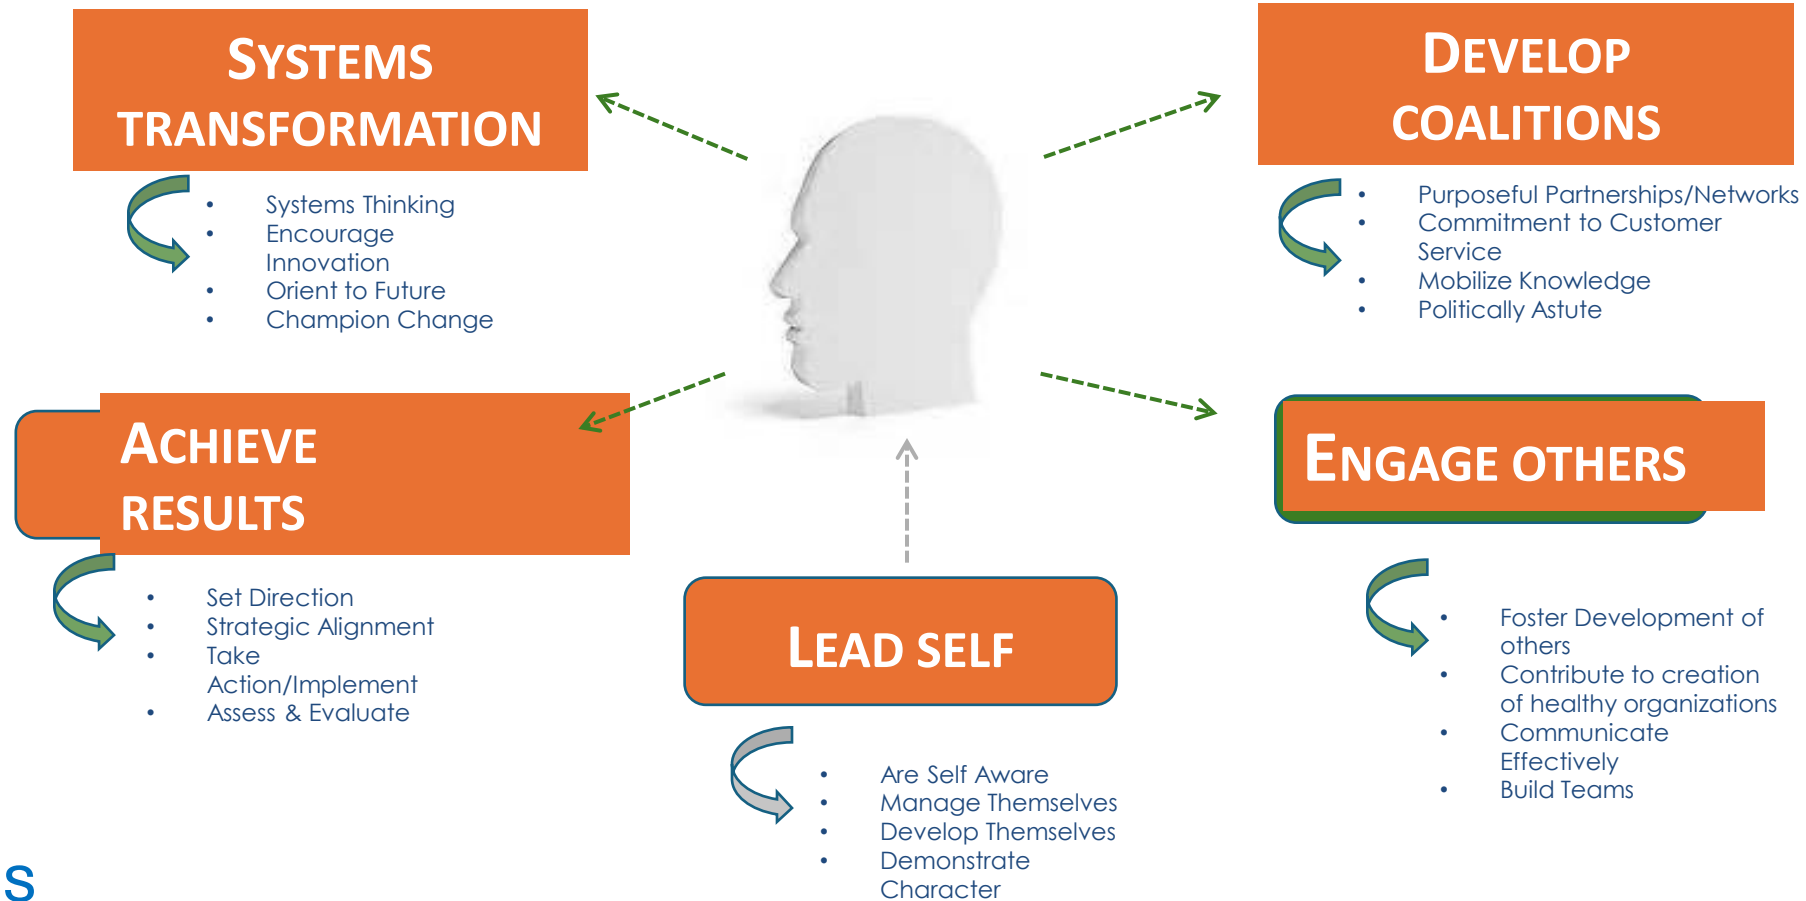 SYSTEMS
TRANSFORMATION
• Systems Thinking
• Encourage
Innovation
• Orient to Future
• Champion Change
DEVELOP
COALITIONS
• Purposeful Partnerships/Networks
• Commitment to Customer
Service
• Mobilize Knowledge
• Politically Astute
ACHIEVE
RESULTS
• Set Direction
• Strategic Alignment
• Take
Action/Implement
• Assess & Evaluate
ENGAGE OTHERS
• Foster Development of
others
• Contribute to creation
of healthy organizations
• Communicate
Effectively
• Build Teams
LEAD SELF
• Are Self Aware
• Manage Themselves
• Develop Themselves
• Demonstrate
Character
S